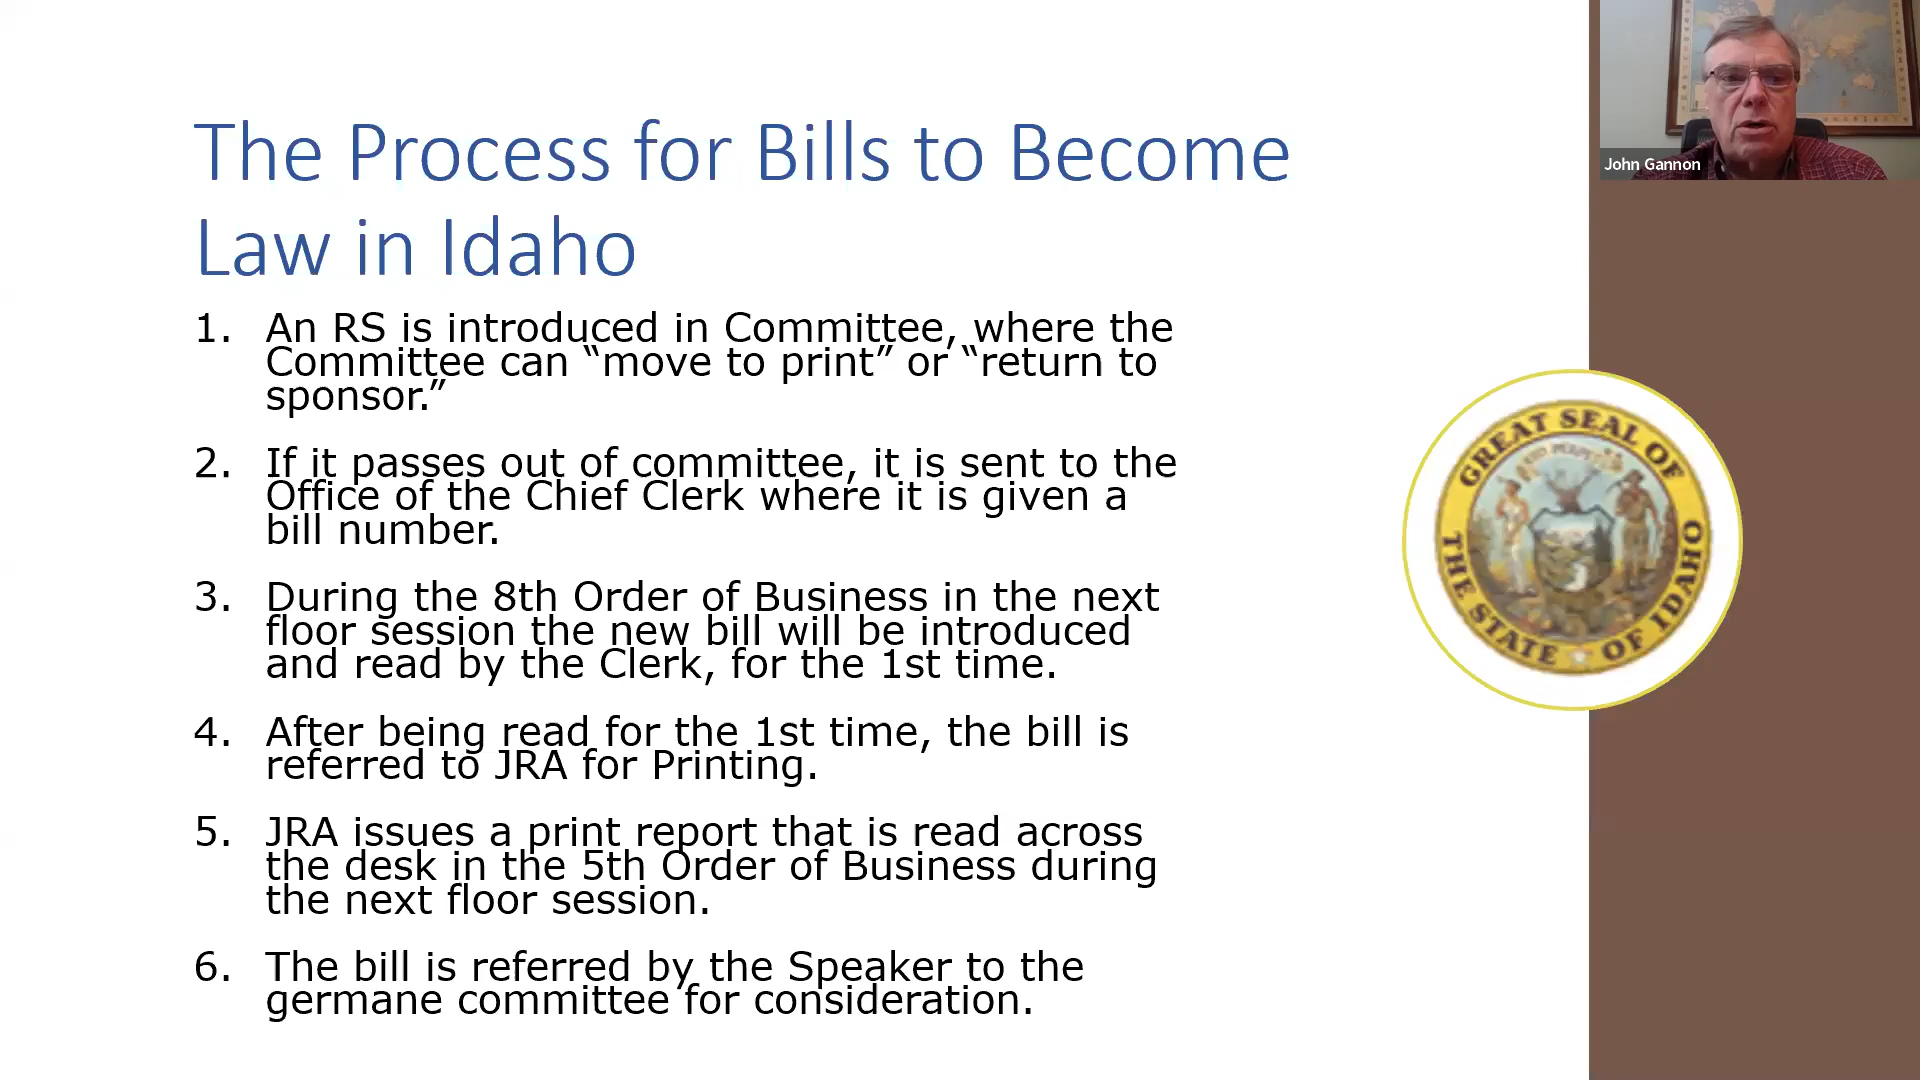 The Process for Bills to Become
Law in Idaho
1. An RS is introduced in Committee, where the
Committee can “move to print” or “return to
sponsor.”
2. If it passes out of committee, it is sent to the
Office of the Chief Clerk where it is given a
bill number.
3. During the 8th Order of Business in the next
floor session the new bill will be introduced
and read by the Clerk, for the 1st time.
4. After being read for the 1st time, the bill is
referred to JRA for Printing.
5. JRA issues a print report that is read across
the desk in the 5th Order of Business during
the next floor session.
6. The bill is referred by the Speaker to the
germane committee for consideration.
John Gannon
GREAT SEAL OF
THE STATE OF IDAHO